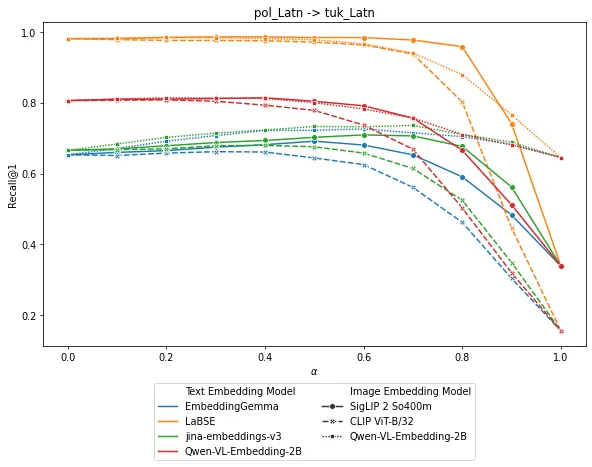 pol_Latn -> tuk_Latn
1.0
0.8
0.6
0.4
0.2
Recall@1
0.0 0.2 0.4 0.6 0.8 1.0
α
Text Embedding Model Image Embedding Model
EmbeddingGemma SigLIP 2 So400m
LaBSE CLIP ViT-B/32
jina-embeddings-v3 Qwen-VL-Embedding-2B
Qwen-VL-Embedding-2B